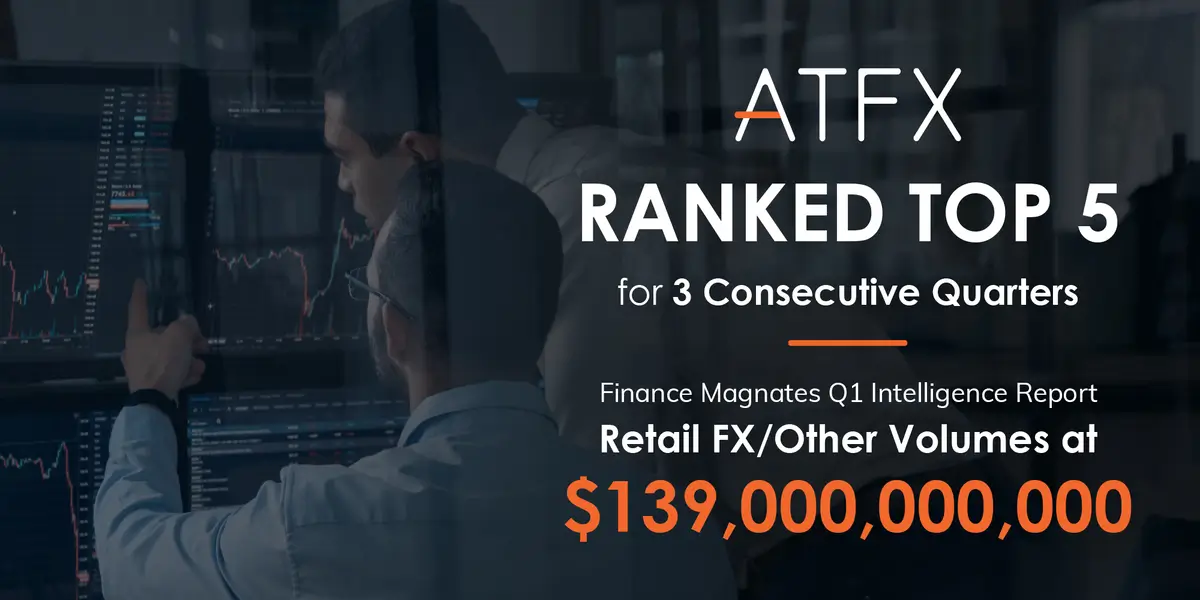 ATFX
RANKED TOP 5
for 3 Consecutive Quarters
Finance Magnates Q1 Intelligence Report
Retail FX/Other Volumes at
$139,000,000,000